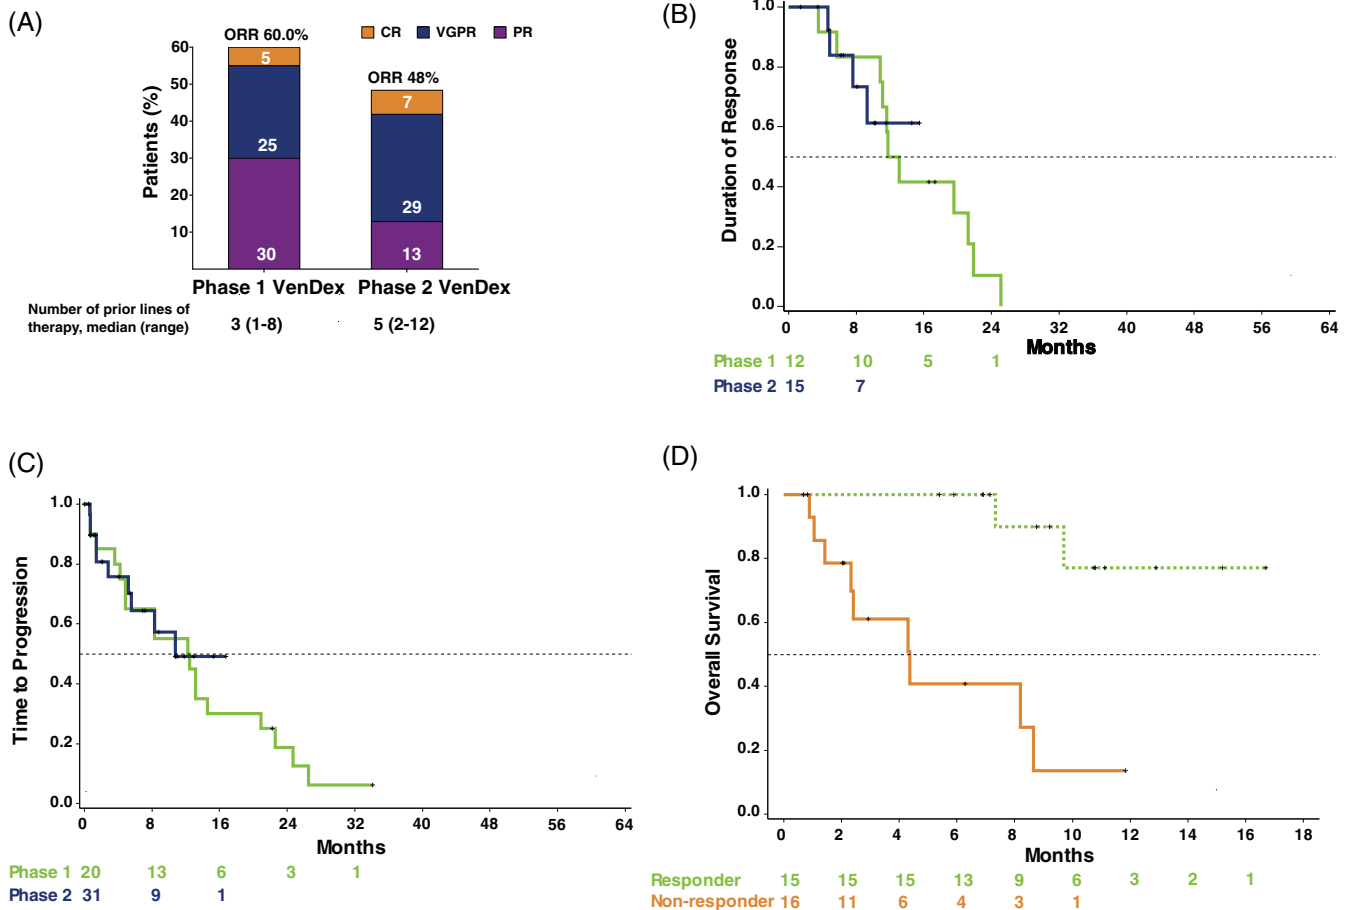 (A)
ORR 60.0%
CR VGPR PR
60
50
40
30
20
10
Patients (%)
5
25
30
ORR 48%
7
29
13
Phase 1 VenDex Phase 2 VenDex
Number of prior lines of
therapy, median (range) 3 (1-8) 5 (2-12)
(B)
1.0
0.8
0.6
0.4
0.2
0.0
Duration of Response
0 8 16 24 32 40 48 56 64
Months
Phase 1 12 10 5 1
Phase 2 15 7
(C)
1.0
0.8
0.6
0.4
0.2
0.0
Time to Progression
0 8 16 24 32 40 48 56 64
Months
Phase 1 20 13 6 3 1
Phase 2 31 9 1
(D)
1.0
0.8
0.6
0.4
0.2
0.0
Overall Survival
0 2 4 6 8 10 12 14 16 18
Months
Responder 15 15 15 13 9 6 3 2 1
Non-responder 16 11 6 4 3 1